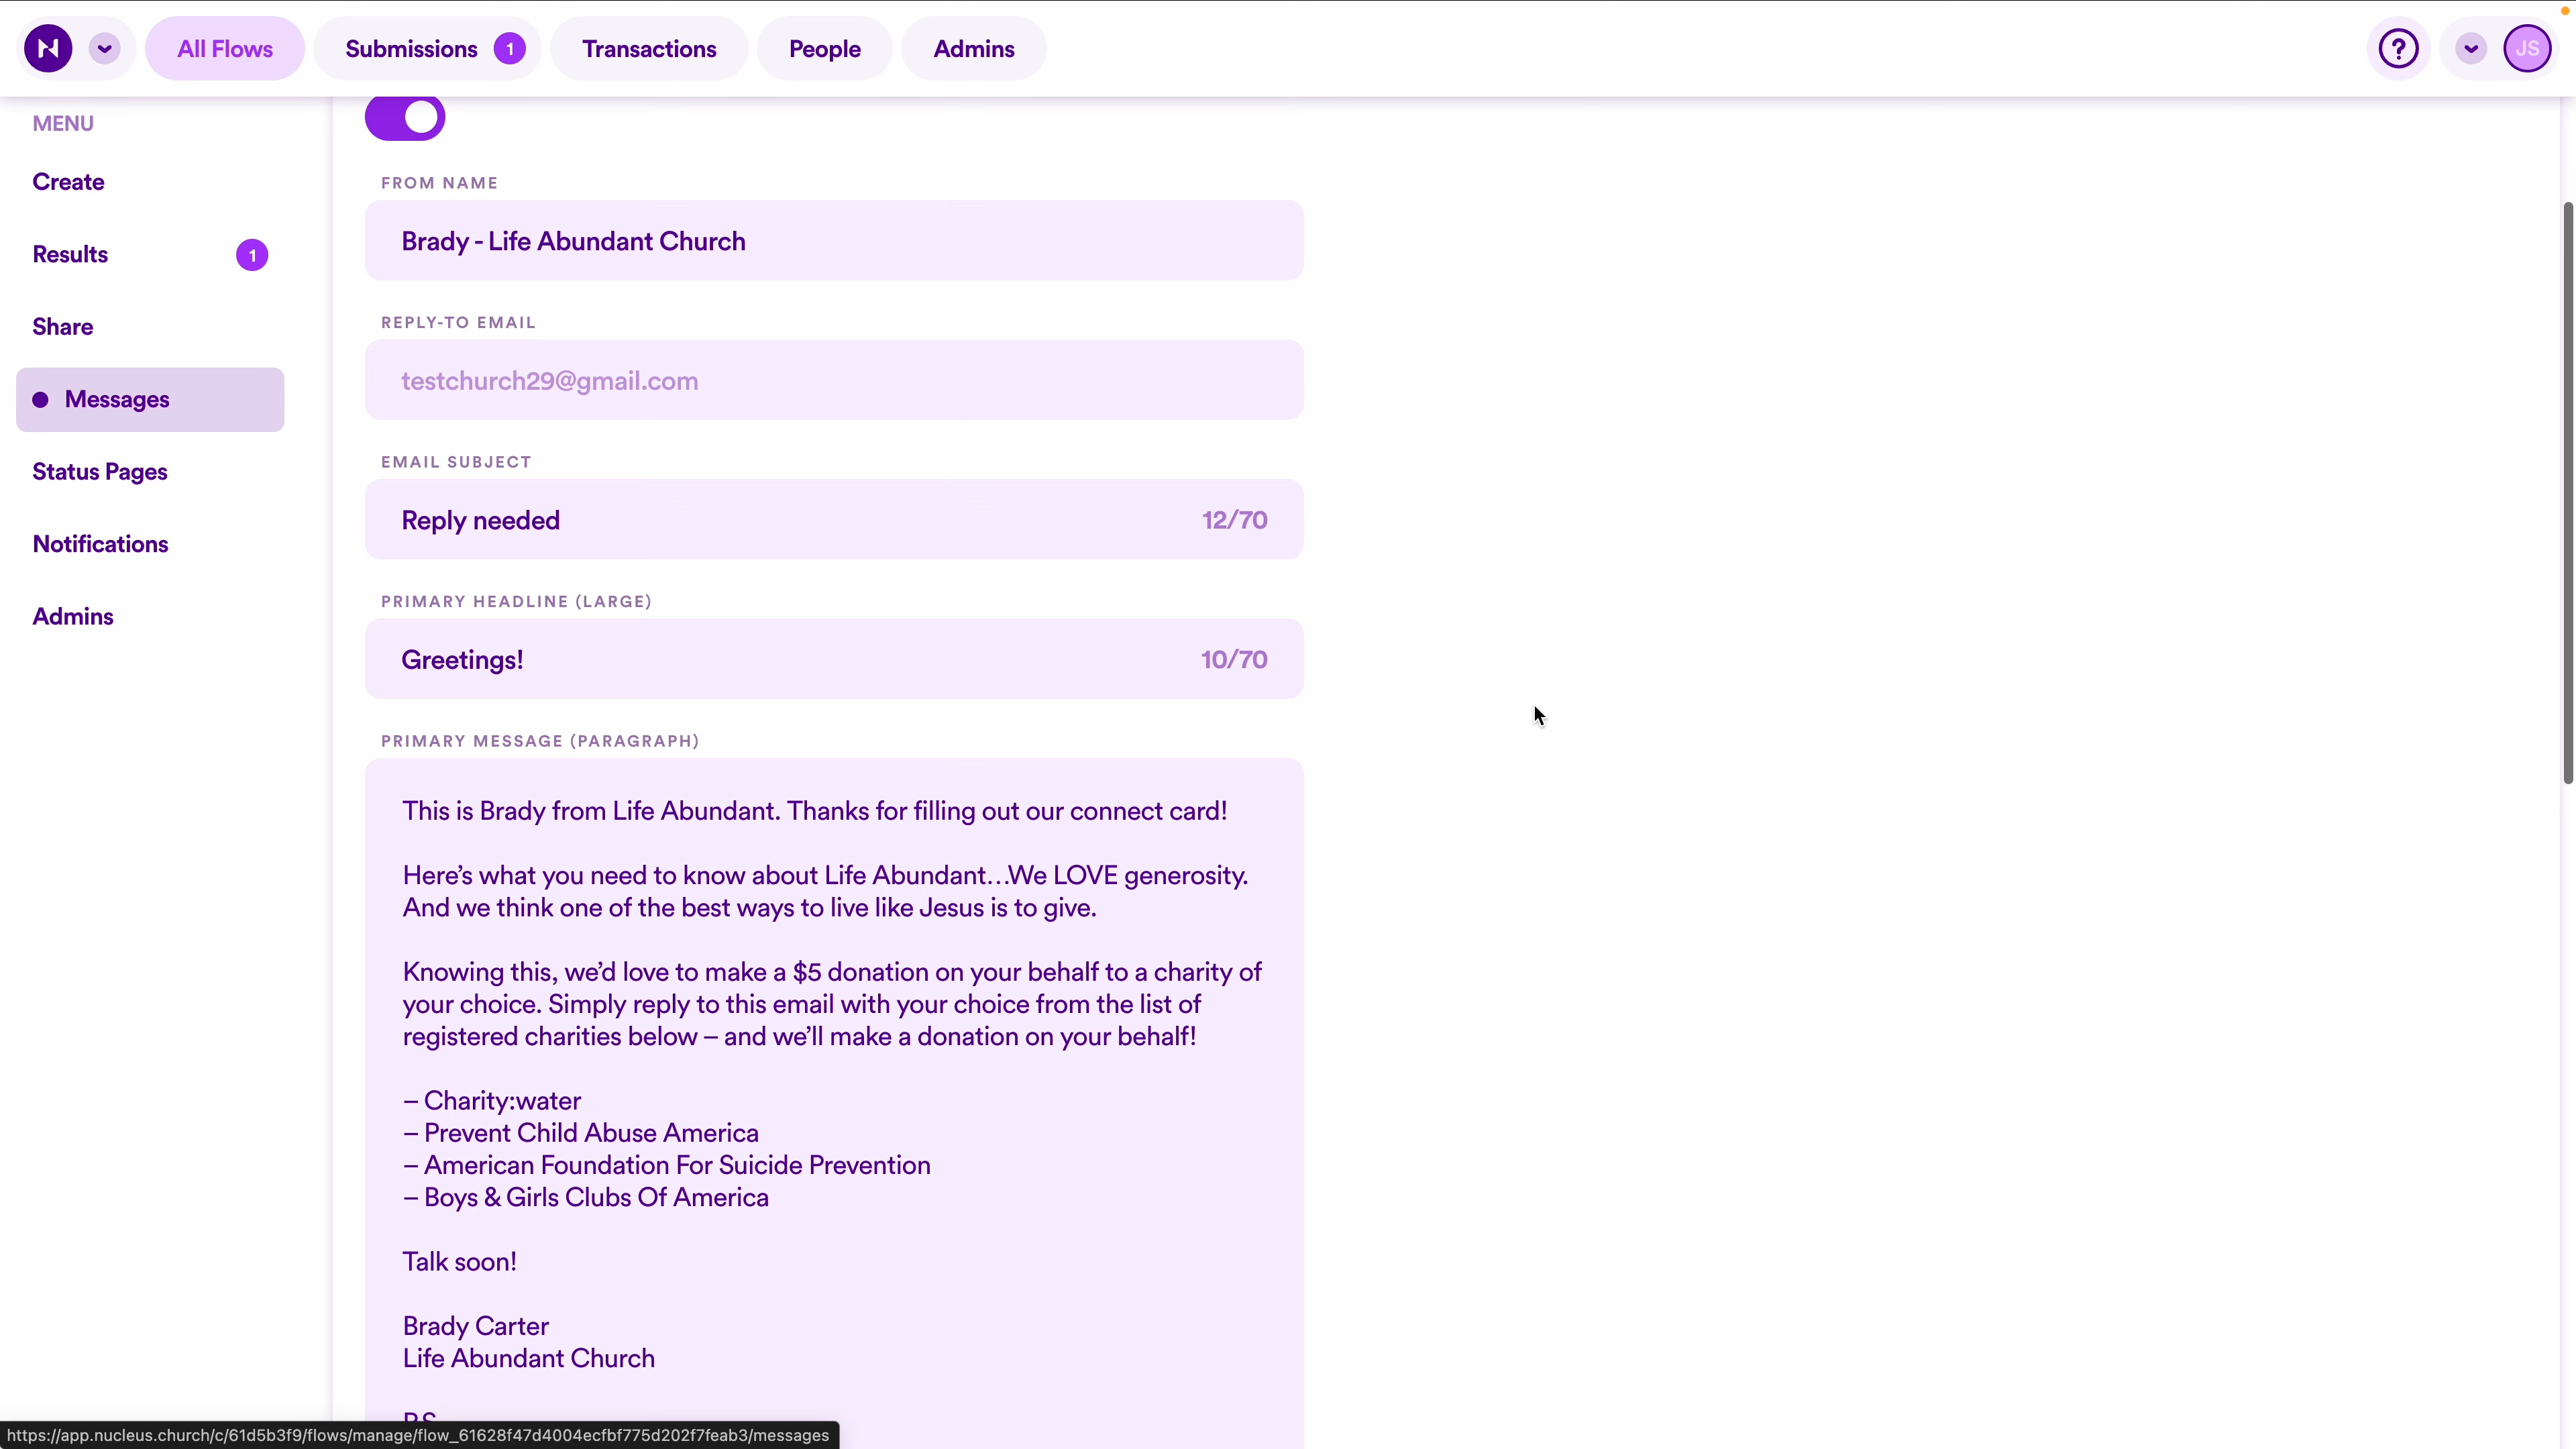 All Flows
Submissions 1
Transactions
People
Admins
?
JS
MENU
Create
Results 1
Share
Messages
Status Pages
Notifications
Admins
FROM NAME
Brady - Life Abundant Church
REPLY-TO EMAIL
testchurch29@gmail.com
EMAIL SUBJECT
Reply needed 12/70
PRIMARY HEADLINE (LARGE)
Greetings! 10/70
PRIMARY MESSAGE (PARAGRAPH)
This is Brady from Life Abundant. Thanks for filling out our connect card!
Here’s what you need to know about Life Abundant…We LOVE generosity.
And we think one of the best ways to live like Jesus is to give.
Knowing this, we’d love to make a $5 donation on your behalf to a charity of
your choice. Simply reply to this email with your choice from the list of
registered charities below – and we’ll make a donation on your behalf!
– Charity:water
– Prevent Child Abuse America
– American Foundation For Suicide Prevention
– Boys & Girls Clubs Of America
Talk soon!
Brady Carter
Life Abundant Church
https://app.nucleus.church/c/61d5b3f9/flows/manage/flow_61628f47d4004ecfbf775d202f7feab3/messages